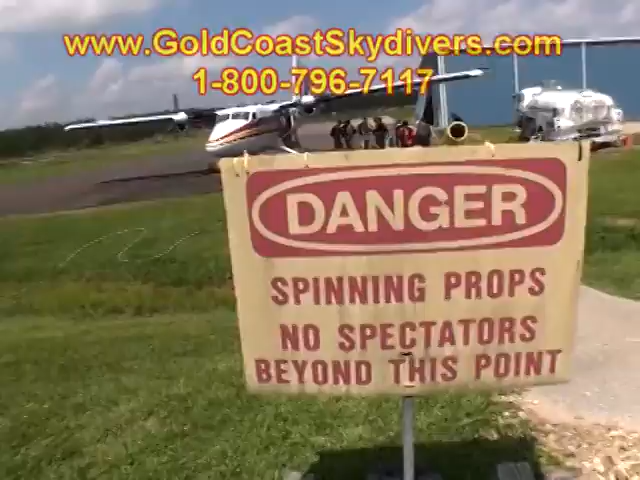 www.GoldCoastSkydivers.com
1-800-796-7117
DANGER
SPINNING PROPS
NO SPECTATORS
BEYOND THIS POINT